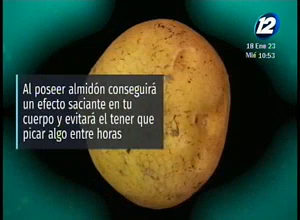 12
18 Ene 23
Mié 10:53
Al poseer almidón conseguirá
un efecto saciante en tu
cuerpo y evitará el tener que
picar algo entre horas